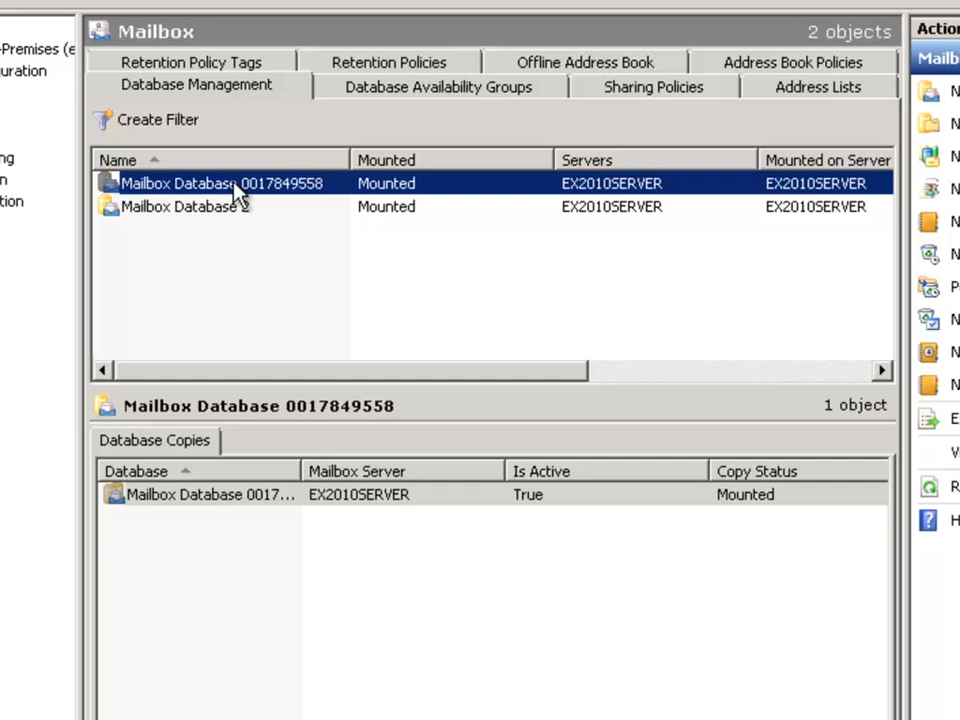 -Premises (e
uration
ng
n
tion
Mailbox
2 objects
Retention Policy Tags
Retention Policies
Offline Address Book
Address Book Policies
Database Management
Database Availability Groups
Sharing Policies
Address Lists
Create Filter
Name Mounted Servers Mounted on Server
Mailbox Database 0017849558 Mounted EX2010SERVER EX2010SERVER
Mailbox Database 2 Mounted EX2010SERVER EX2010SERVER
Mailbox Database 0017849558
1 object
Database Copies
Database Mailbox Server Is Active Copy Status
Mailbox Database 0017... EX2010SERVER True Mounted
Action
Mailb
N
N
N
N
N
N
P
N
N
N
E
V
R
H